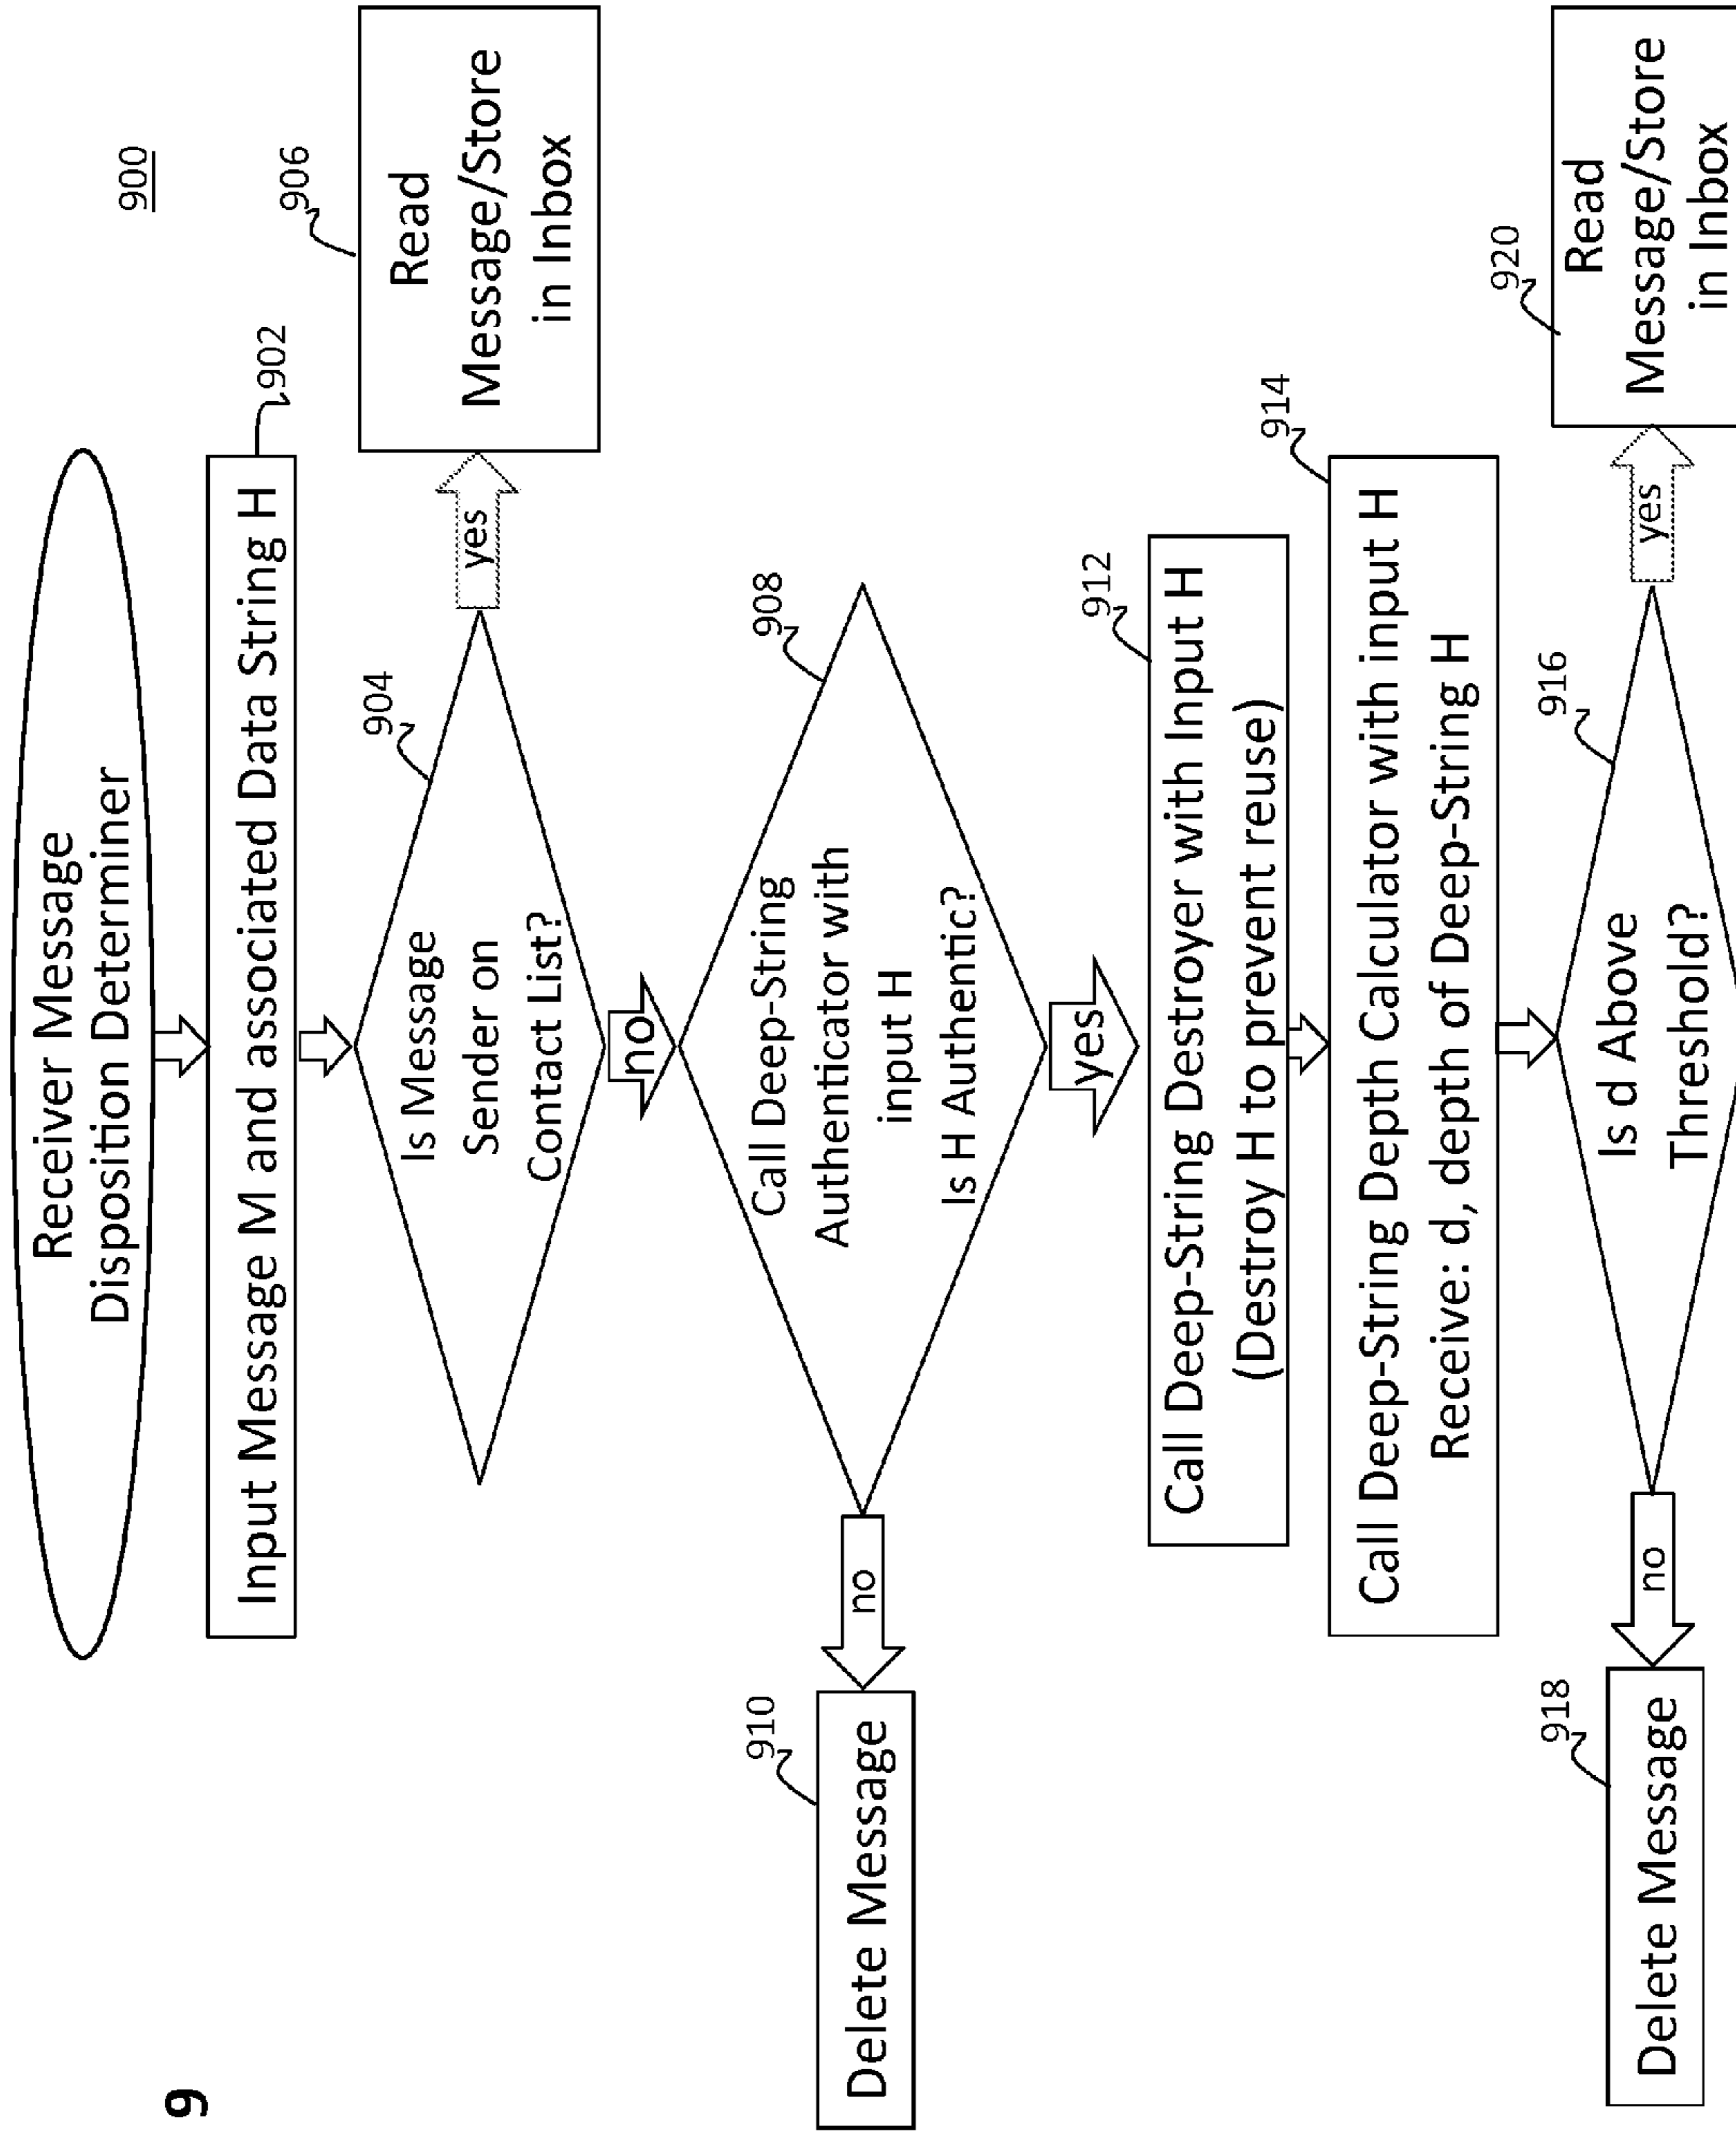 9
900
Receiver Message
Disposition Determiner
902
Input Message M and associated Data String H
904
Is Message
Sender on
Contact List?
yes
906
Read
Message/Store
in Inbox
no
908
Call Deep-String
Authenticator with
input H
Is H Authentic?
no
910
Delete Message
yes
912
Call Deep-String Destroyer with Input H
(Destroy H to prevent reuse)
914
Call Deep-String Depth Calculator with input H
Receive: d, depth of Deep-String H
916
Is d Above
Threshold?
no
918
Delete Message
yes
920
Read
Message/Store
in Inbox